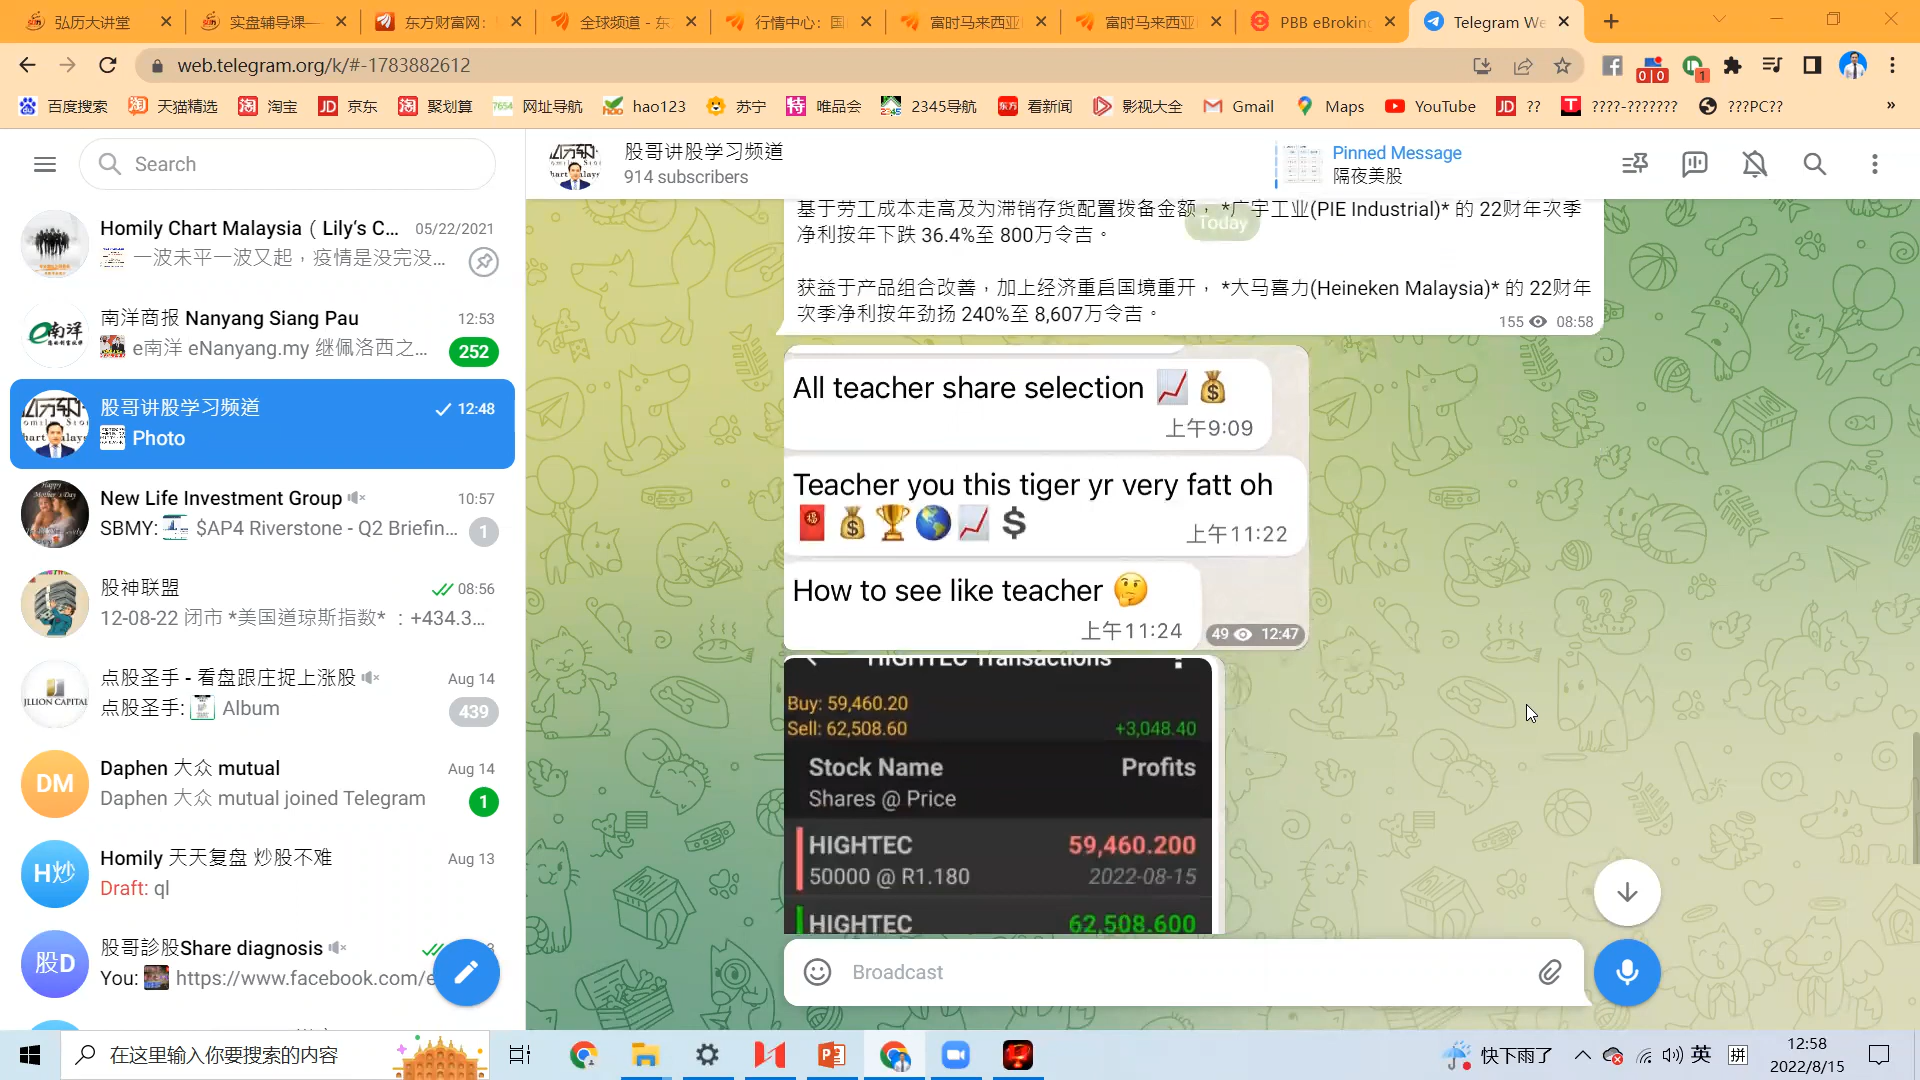 弘历大讲堂
实盘辅导课—
东方财富网：
全球频道 - 东
行情中心：国
富时马来西亚
富时马来西亚
PBB eBroking
Telegram We
web.telegram.org/k/#-1783882612
0|0
1
百度搜索
天猫精选
淘宝
JD 京东
聚划算
网址导航
hao123
苏宁
唯品会
2345导航
看新闻
影视大全
Gmail
Maps
YouTube
JD ??
????-???????
???PC??
»
Search
Homily Chart Malaysia（Lily's C...
05/22/2021
一波未平一波又起，疫情是没完没...
南洋商报 Nanyang Siang Pau
12:53
e南洋 eNanyang.my 继佩洛西之...
252
股哥讲股学习频道
12:48
Photo
New Life Investment Group
10:57
SBMY: $AP4 Riverstone - Q2 Briefin...
1
股神联盟
08:56
12-08-22 闭市 *美国道琼斯指数* ：+434.3...
点股圣手 - 看盘跟庄捉上涨股
Aug 14
点股圣手: Album
439
DM
Daphen 大众 mutual
Aug 14
Daphen 大众 mutual joined Telegram
1
H炒
Homily 天天复盘 炒股不难
Aug 13
Draft: ql
股D
股哥診股Share diagnosis
You: https://www.facebook.com/e
股哥讲股学习频道
914 subscribers
Pinned Message
隔夜美股
Today
基于劳工成本走高及为滞销存货配置拨备金额， *广宇工业(PIE Industrial)* 的 22财年次季
净利按年下跌 36.4%至 800万令吉。
获益于产品组合改善，加上经济重启国境重开， *大马喜力(Heineken Malaysia)* 的 22财年
次季净利按年劲扬 240%至 8,607万令吉。
155 08:58
All teacher share selection
上午9:09
Teacher you this tiger yr very fatt oh
上午11:22
How to see like teacher
上午11:24
49 12:47
HIGHTEC Transactions
Buy: 59,460.20
Sell: 62,508.60
+3,048.40
Stock Name
Profits
Shares @ Price
HIGHTEC
59,460.200
50000 @ R1.180
2022-08-15
HIGHTEC
62,508.600
Broadcast
在这里输入你要搜索的内容
快下雨了
英
拼
12:58
2022/8/15